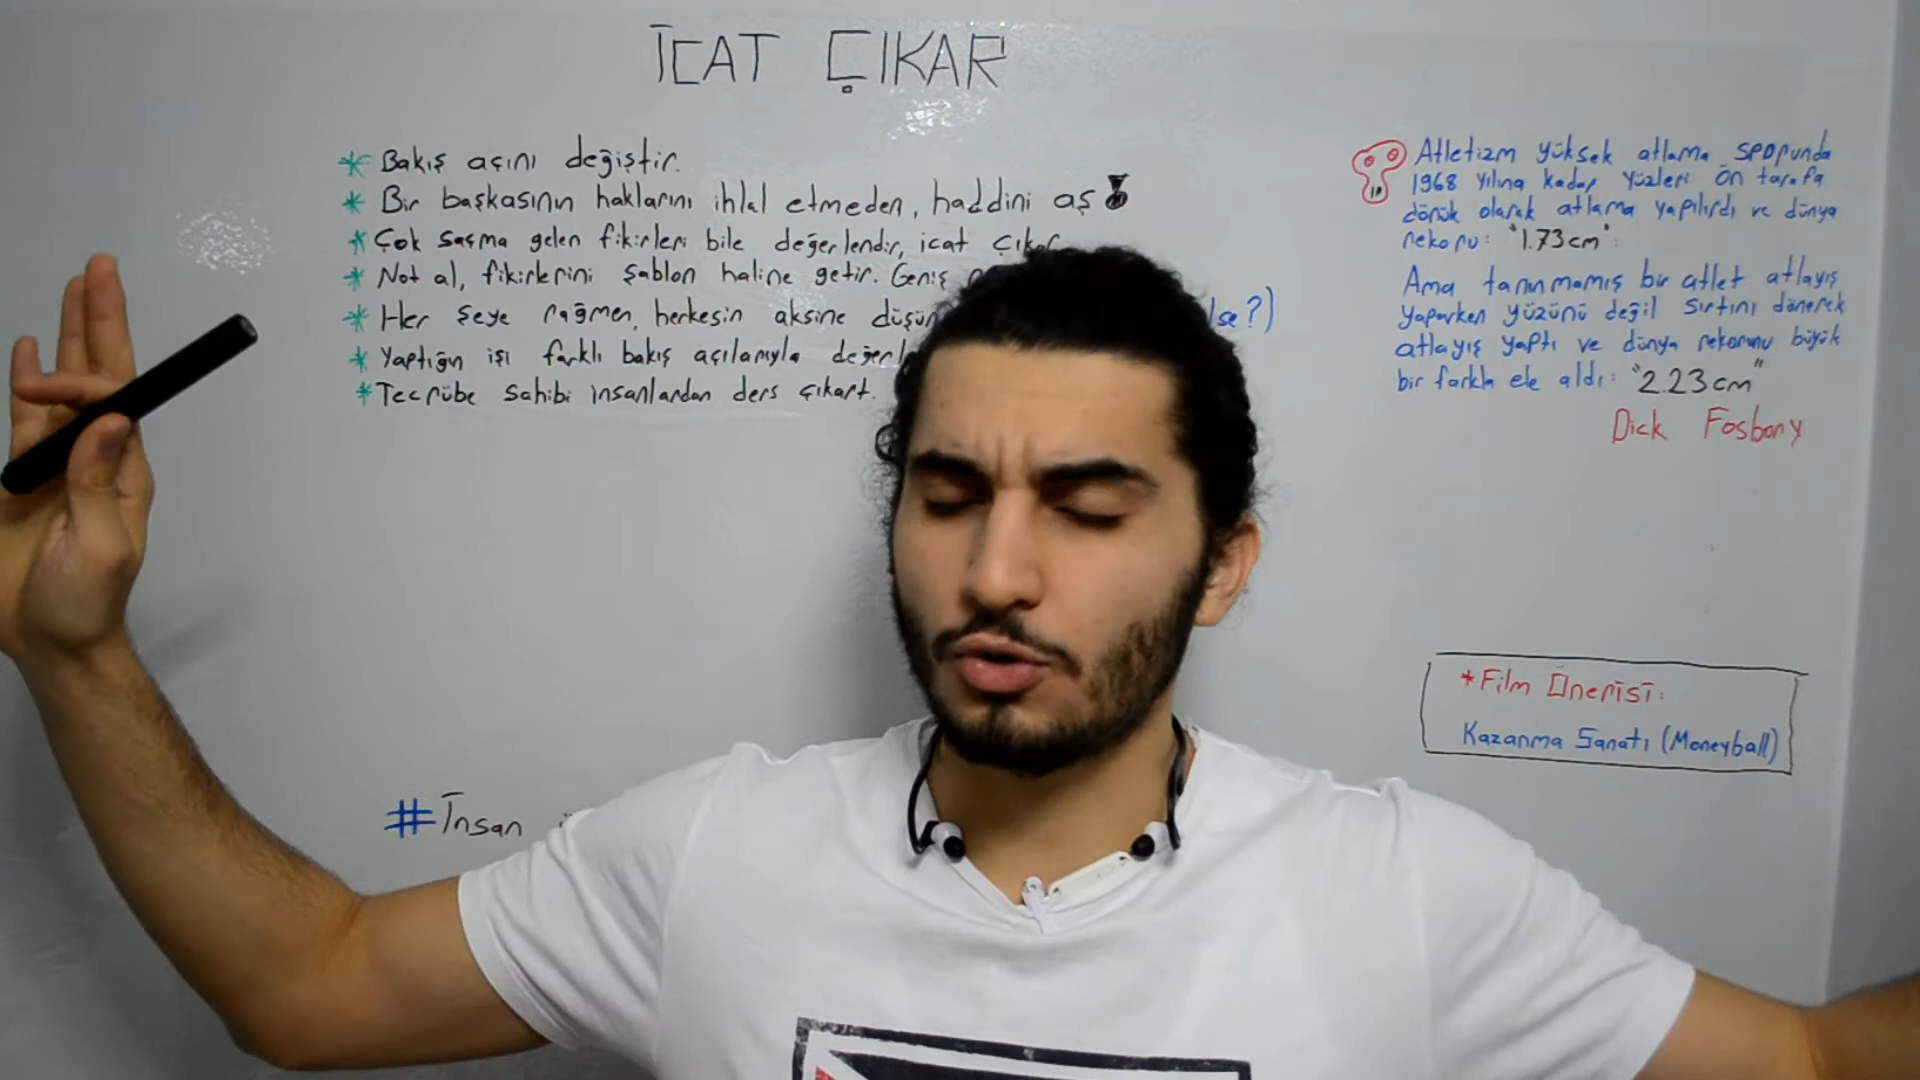 İCAT ÇIKAR
* Bakış açını değiştir.
* Bir başkasının haklarını ihlal etmeden, haddini aş
* Çok saçma gelen fikirleri bile değerlendir, icat çıkar
* Not al, fikirlerini şablon haline getir. Geniş
* Her şeye rağmen, herkesin aksine düşün lse?)
* Yaptığın işi farklı bakış açılarıyla değerl
* Tecrübe sahibi insanlardan ders çıkart.
# İnsan
Atletizm yüksek atlama sporunda
1968 yılına kadar yüzleri ön tarafa
dönük olarak atlama yapılırdı ve dünya
rekoru: "1.73cm".
Ama tanınmamış bir atlet atlayış
yaparken yüzünü değil sırtını dönerek
atlayış yaptı ve dünya rekorunu büyük
bir farkla ele aldı: "2.23cm"
Dick Fosbony
*Film Önerisi:
Kazanma Sanatı (Moneyball)